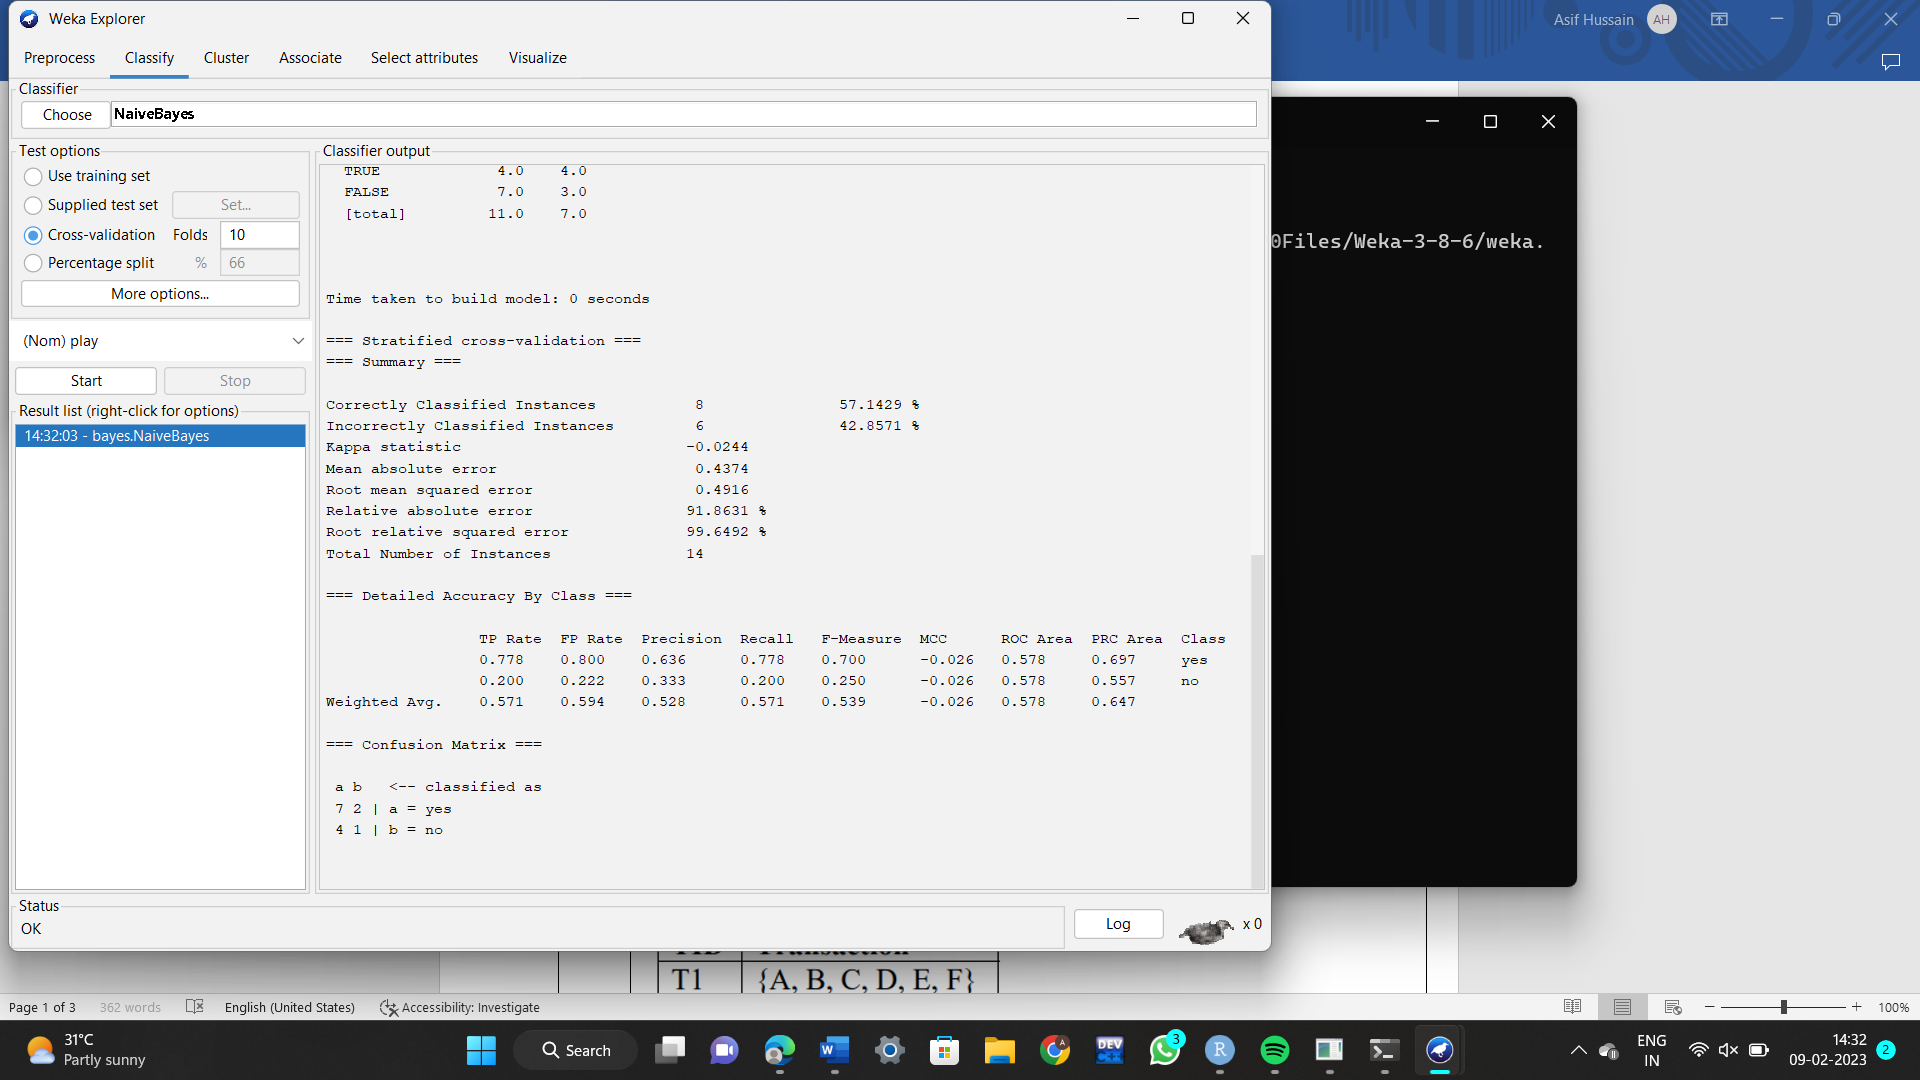 Weka Explorer
Preprocess Classify Cluster Associate Select attributes Visualize
Classifier
Choose NaiveBayes
Test options
Use training set
Supplied test set Set...
Cross-validation Folds 10
Percentage split % 66
More options...
(Nom) play
Start Stop
Result list (right-click for options)
14:32:03 - bayes.NaiveBayes
Classifier output
TRUE 4.0 4.0
FALSE 7.0 3.0
[total] 11.0 7.0
Time taken to build model: 0 seconds
=== Stratified cross-validation ===
=== Summary ===
Correctly Classified Instances 8 57.1429 %
Incorrectly Classified Instances 6 42.8571 %
Kappa statistic -0.0244
Mean absolute error 0.4374
Root mean squared error 0.4916
Relative absolute error 91.8631 %
Root relative squared error 99.6492 %
Total Number of Instances 14
=== Detailed Accuracy By Class ===
TP Rate FP Rate Precision Recall F-Measure MCC ROC Area PRC Area Class
0.778 0.800 0.636 0.778 0.700 -0.026 0.578 0.697 yes
0.200 0.222 0.333 0.200 0.250 -0.026 0.578 0.557 no
Weighted Avg. 0.571 0.594 0.528 0.571 0.539 -0.026 0.578 0.647
=== Confusion Matrix ===
a b <-- classified as
7 2 | a = yes
4 1 | b = no
Status
OK
Log x 0
Asif Hussain AH
0Files/Weka-3-8-6/weka.
T1 {A, B, C, D, E, F}
Page 1 of 3 362 words English (United States) Accessibility: Investigate 100%
31°C
Partly sunny
Search
W
DEV
C++
3
A
R
ENG
IN
14:32
09-02-2023
2